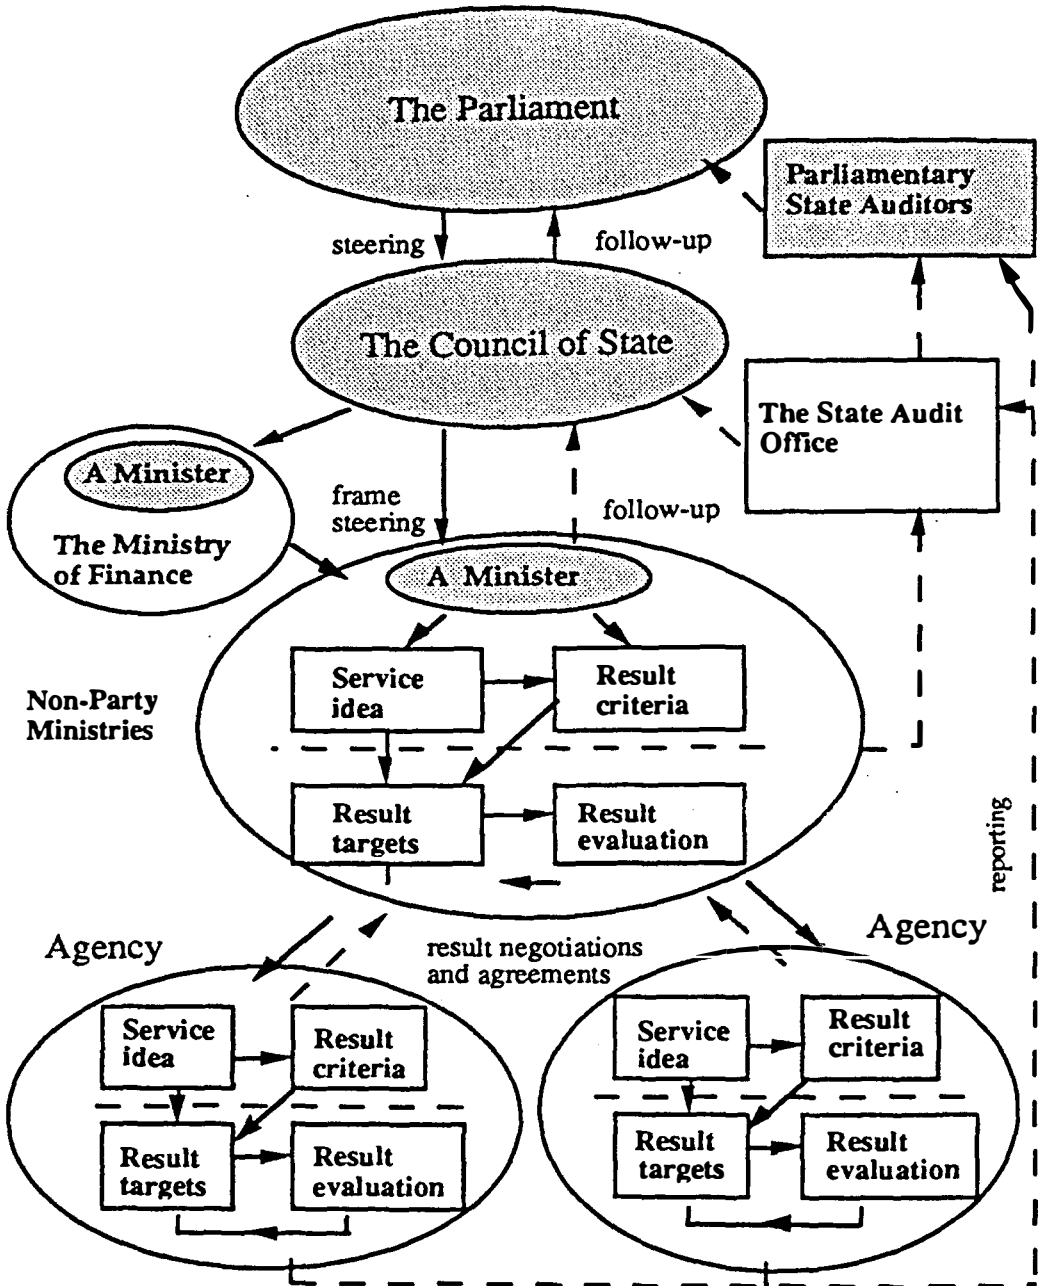 The Parliament
Parliamentary
State Auditors
steering
follow-up
The Council of State
The State Audit
Office
A Minister
The Ministry
of Finance
frame
steering
follow-up
A Minister
Non-Party
Ministries
Service
idea
Result
criteria
Result
targets
Result
evaluation
reporting
Agency
result negotiations
and agreements
Agency
Service
idea
Result
criteria
Result
targets
Result
evaluation
Service
idea
Result
criteria
Result
targets
Result
evaluation